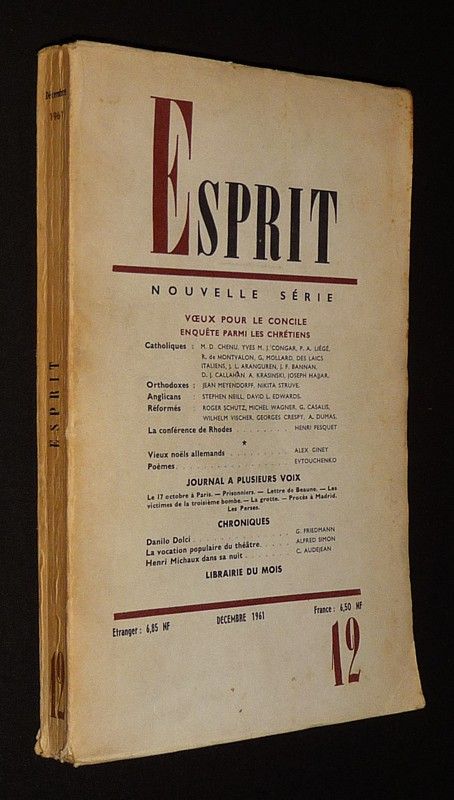 Décembre
1961
ESPRIT
12
ESPRIT
NOUVELLE SÉRIE
VŒUX POUR LE CONCILE
ENQUÊTE PARMI LES CHRÉTIENS
Catholiques : M. D. CHENU, YVES M. J. CONGAR, P. A. LIÉGÉ,
R. de MONTVALON, G. MOLLARD, DES LAICS
ITALIENS, J. L. ARANGUREN, J. F. BANNAN,
D. J. CALLAHAN, A. KRASINSKI, JOSEPH HAJJAR.
Orthodoxes : JEAN MEYENDORFF, NIKITA STRUVE.
Anglicans : STEPHEN NEILL, DAVID L. EDWARDS.
Réformés : ROGER SCHUTZ, MICHEL WAGNER, G. CASALIS,
WILHELM VISCHER, GEORGES CRESPY, A. DUMAS.
La conférence de Rhodes . . . . . . . . . HENRI FESQUET
★
Vieux noëls allemands . . . . . . . . . ALEX GINEY
Poèmes . . . . . . . . . . . . . . . EVTOUCHENKO
JOURNAL A PLUSIEURS VOIX
Le 17 octobre à Paris. — Prisonniers. — Lettre de Beaune. — Les
victimes de la troisième bombe. — La grotte. — Procès à Madrid.
Les Perses.
CHRONIQUES
Danilo Dolci . . . . . . . . . . . . . G. FRIEDMANN
La vocation populaire du théâtre. . . . . . ALFRED SIMON
Henri Michaux dans sa nuit . . . . . . . . C. AUDEJEAN
LIBRAIRIE DU MOIS
Etranger : 6,85 NF DECEMBRE 1961 France : 6,50 NF
12